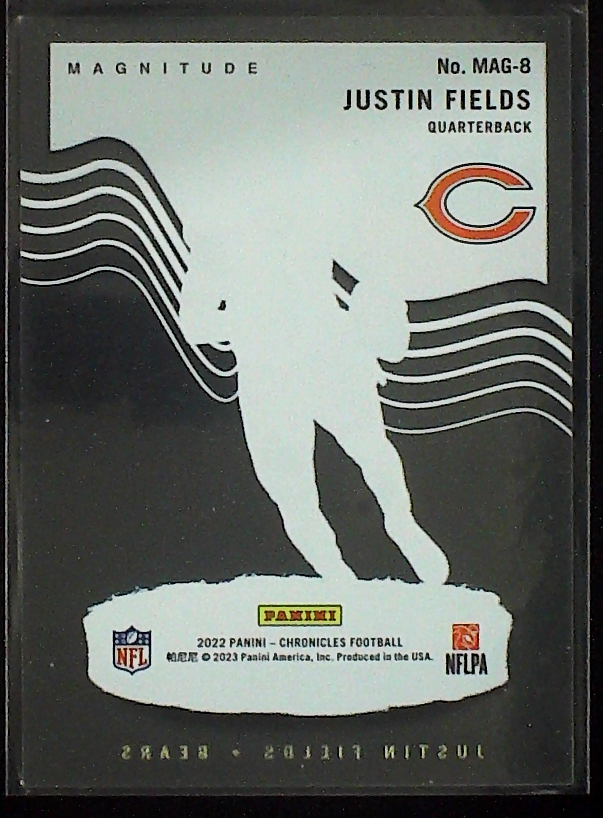 MAGNITUDE
No. MAG-8
JUSTIN FIELDS
QUARTERBACK
PANINI
2022 PANINI – CHRONICLES FOOTBALL
帕尼尼 © 2023 Panini America, Inc. Produced in the USA.
NFL
NFLPA
JUSTIN FIELDS • BEARS